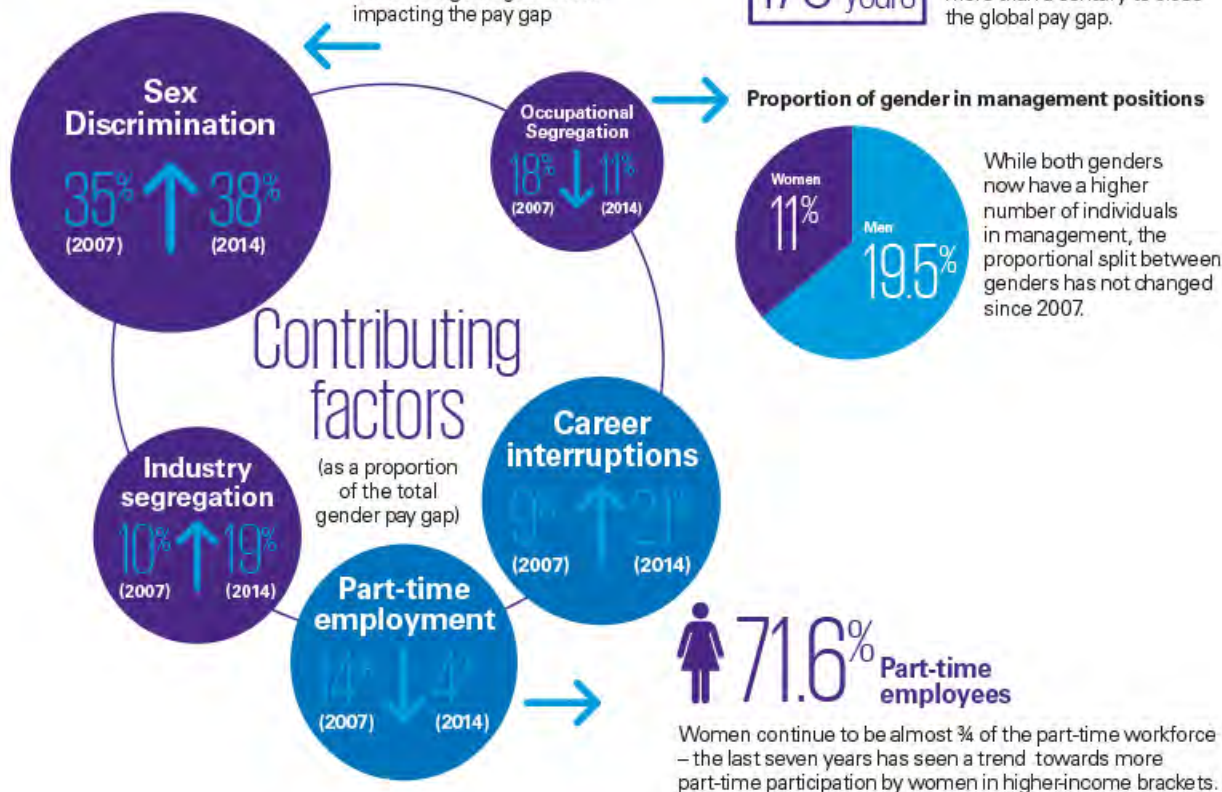 impacting the pay gap
the global pay gap.
Sex
Discrimination
35% 38%
(2007) (2014)
Occupational
Segregation
18% 11%
(2007) (2014)
Proportion of gender in management positions
Women
11%
Men
19.5%
While both genders
now have a higher
number of individuals
in management, the
proportional split between
genders has not changed
since 2007.
Contributing
factors
(as a proportion
of the total
gender pay gap)
Career
interruptions
9% 21%
(2007) (2014)
Industry
segregation
10% 19%
(2007) (2014)
Part-time
employment
14% 4%
(2007) (2014)
71.6% Part-time
employees
Women continue to be almost ¾ of the part-time workforce
– the last seven years has seen a trend towards more
part-time participation by women in higher-income brackets.